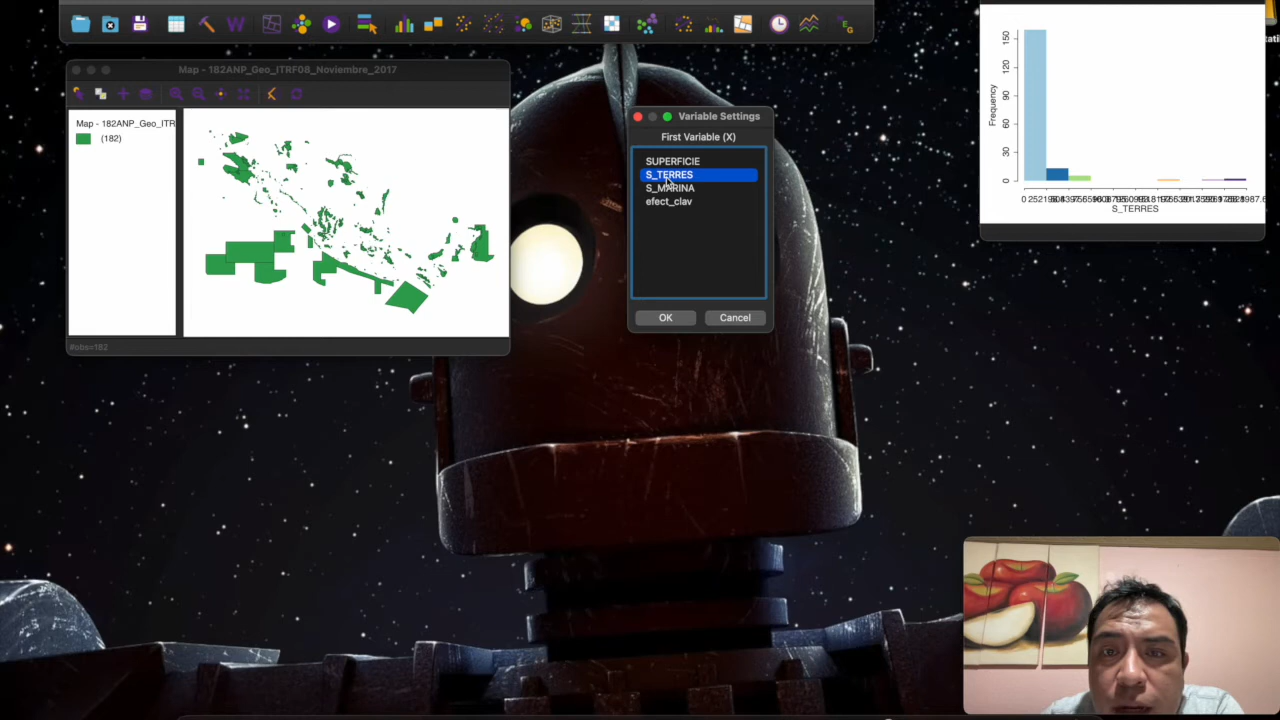 Map - 182ANP_Geo_ITRF08_Noviembre_2017
Map - 182ANP_Geo_ITR
(182)
#obs=182
Variable Settings
First Variable (X)
SUPERFICIE
S_TERRES
S_MARINA
efect_clav
OK
Cancel
Frequency
150
120
90
60
30
0
S_TERRES